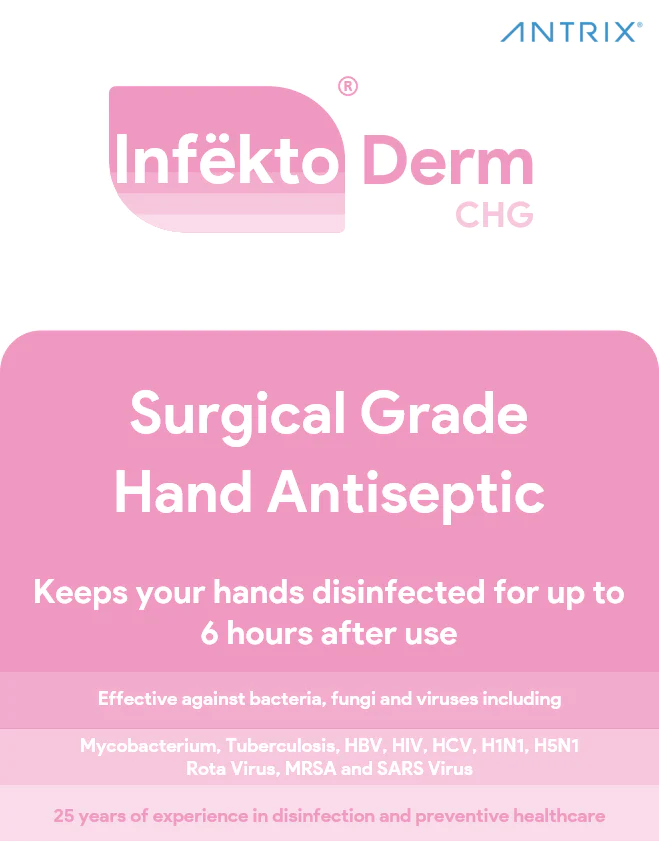 ANTRIX®
Infëkto® Derm
CHG
Surgical Grade
Hand Antiseptic
Keeps your hands disinfected for up to
6 hours after use
Effective against bacteria, fungi and viruses including
Mycobacterium, Tuberculosis, HBV, HIV, HCV, H1N1, H5N1
Rota Virus, MRSA and SARS Virus
25 years of experience in disinfection and preventive healthcare